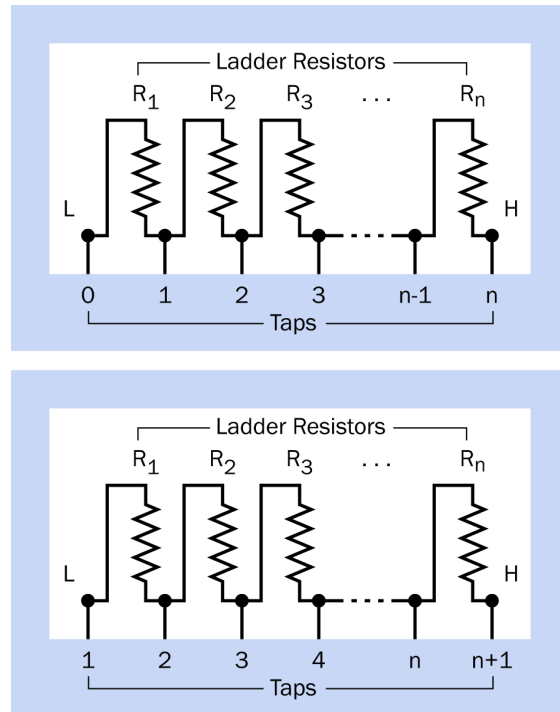 Ladder Resistors
R1 R2 R3 ... Rn
L H
0 1 2 3 n-1 n
Taps
Ladder Resistors
R1 R2 R3 ... Rn
L H
1 2 3 4 n n+1
Taps